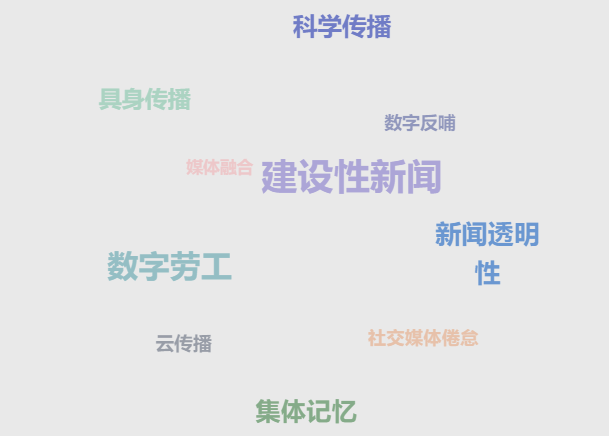 科学传播
具身传播
数字反哺
媒体融合
建设性新闻
新闻透明
性
数字劳工
云传播
社交媒体倦怠
集体记忆